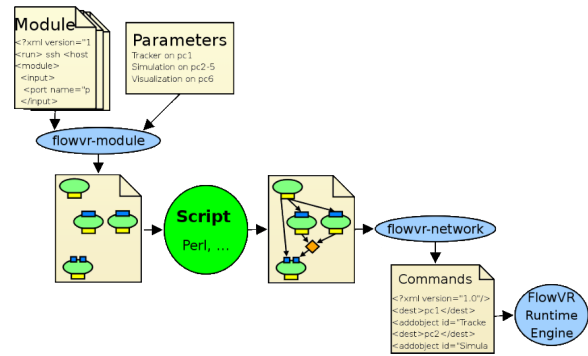 Module
<?xml version="1
<run> ssh <host
<module>
<input>
<port name="p
</input>
Parameters
Tracker on pc1
Simulation on pc2-5
Visualization on pc6
flowvr-module
Script
Perl, ...
flowvr-network
Commands
<?xml version="1.0"/>
<dest>pc1</dest>
<addobject id="Tracke
<dest>pc2</dest>
<addobject id="Simula
FlowVR
Runtime
Engine